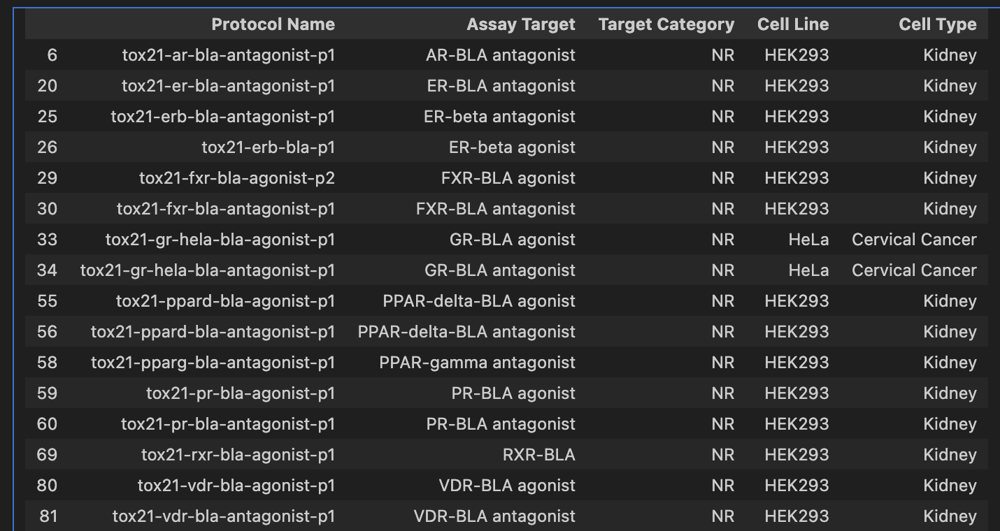 Protocol Name Assay Target Target Category Cell Line Cell Type
6 tox21-ar-bla-antagonist-p1 AR-BLA antagonist NR HEK293 Kidney
20 tox21-er-bla-antagonist-p1 ER-BLA antagonist NR HEK293 Kidney
25 tox21-erb-bla-antagonist-p1 ER-beta antagonist NR HEK293 Kidney
26 tox21-erb-bla-p1 ER-beta agonist NR HEK293 Kidney
29 tox21-fxr-bla-agonist-p2 FXR-BLA agonist NR HEK293 Kidney
30 tox21-fxr-bla-antagonist-p1 FXR-BLA antagonist NR HEK293 Kidney
33 tox21-gr-hela-bla-agonist-p1 GR-BLA agonist NR HeLa Cervical Cancer
34 tox21-gr-hela-bla-antagonist-p1 GR-BLA antagonist NR HeLa Cervical Cancer
55 tox21-ppard-bla-agonist-p1 PPAR-delta-BLA agonist NR HEK293 Kidney
56 tox21-ppard-bla-antagonist-p1 PPAR-delta-BLA antagonist NR HEK293 Kidney
58 tox21-pparg-bla-antagonist-p1 PPAR-gamma antagonist NR HEK293 Kidney
59 tox21-pr-bla-agonist-p1 PR-BLA agonist NR HEK293 Kidney
60 tox21-pr-bla-antagonist-p1 PR-BLA antagonist NR HEK293 Kidney
69 tox21-rxr-bla-agonist-p1 RXR-BLA NR HEK293 Kidney
80 tox21-vdr-bla-agonist-p1 VDR-BLA agonist NR HEK293 Kidney
81 tox21-vdr-bla-antagonist-p1 VDR-BLA antagonist NR HEK293 Kidney